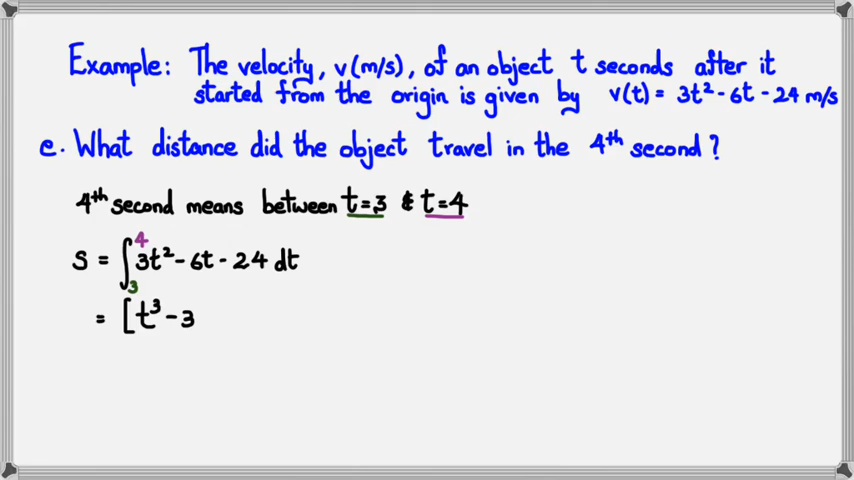 Example: The velocity, v(m/s), of an object t seconds after it
started from the origin is given by v(t) = 3t² - 6t - 24 m/s
e. What distance did the object travel in the 4th second?
4th second means between t=3 & t=4
S = ∫₃⁴ 3t² - 6t - 24 dt
= [t³ - 3